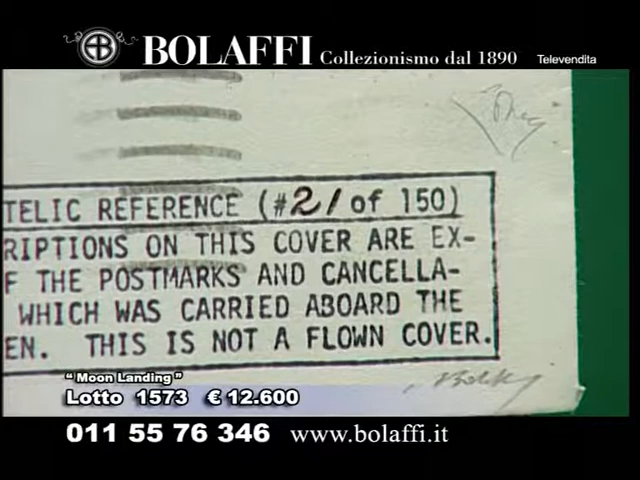 BOLAFFI Collezionismo dal 1890 Televendita
TELIC REFERENCE (#21 of 150)
RIPTIONS ON THIS COVER ARE EX-
F THE POSTMARKS AND CANCELLA-
WHICH WAS CARRIED ABOARD THE
EN. THIS IS NOT A FLOWN COVER.
“Moon Landing”
Lotto 1573 € 12.600
011 55 76 346 www.bolaffi.it